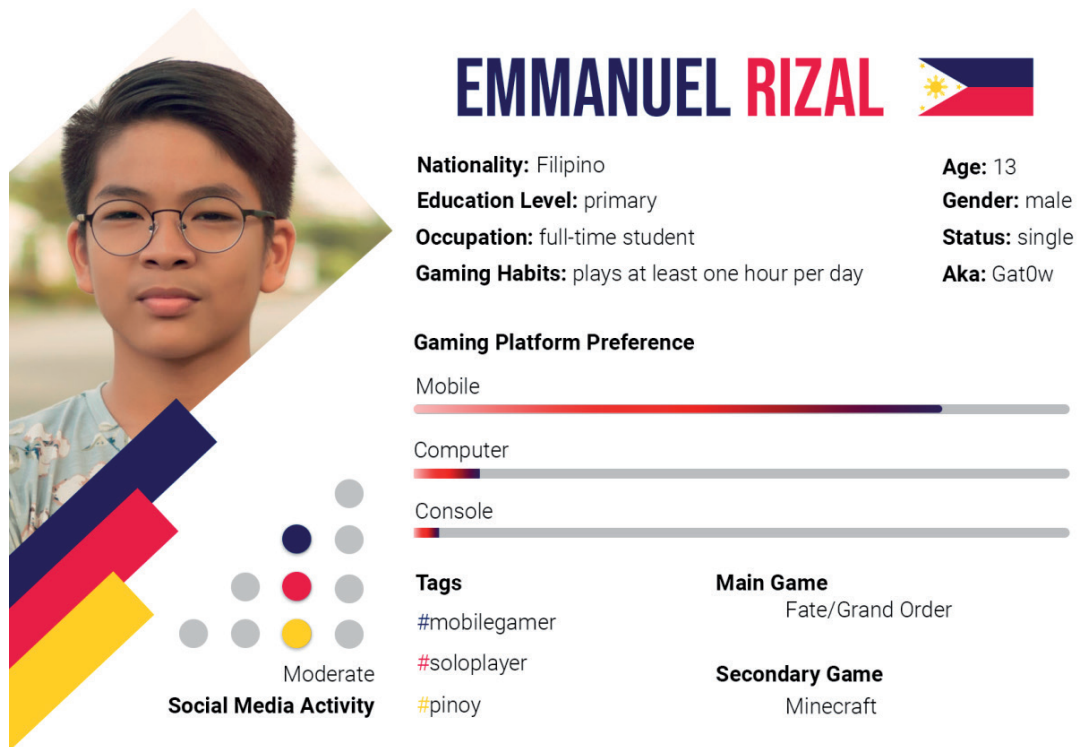 EMMANUEL RIZAL
Nationality: Filipino
Age: 13
Education Level: primary
Gender: male
Occupation: full-time student
Status: single
Gaming Habits: plays at least one hour per day
Aka: Gat0w
Gaming Platform Preference
Mobile
Computer
Console
Moderate
Social Media Activity
Tags
#mobilegamer
#soloplayer
#pinoy
Main Game
Fate/Grand Order
Secondary Game
Minecraft